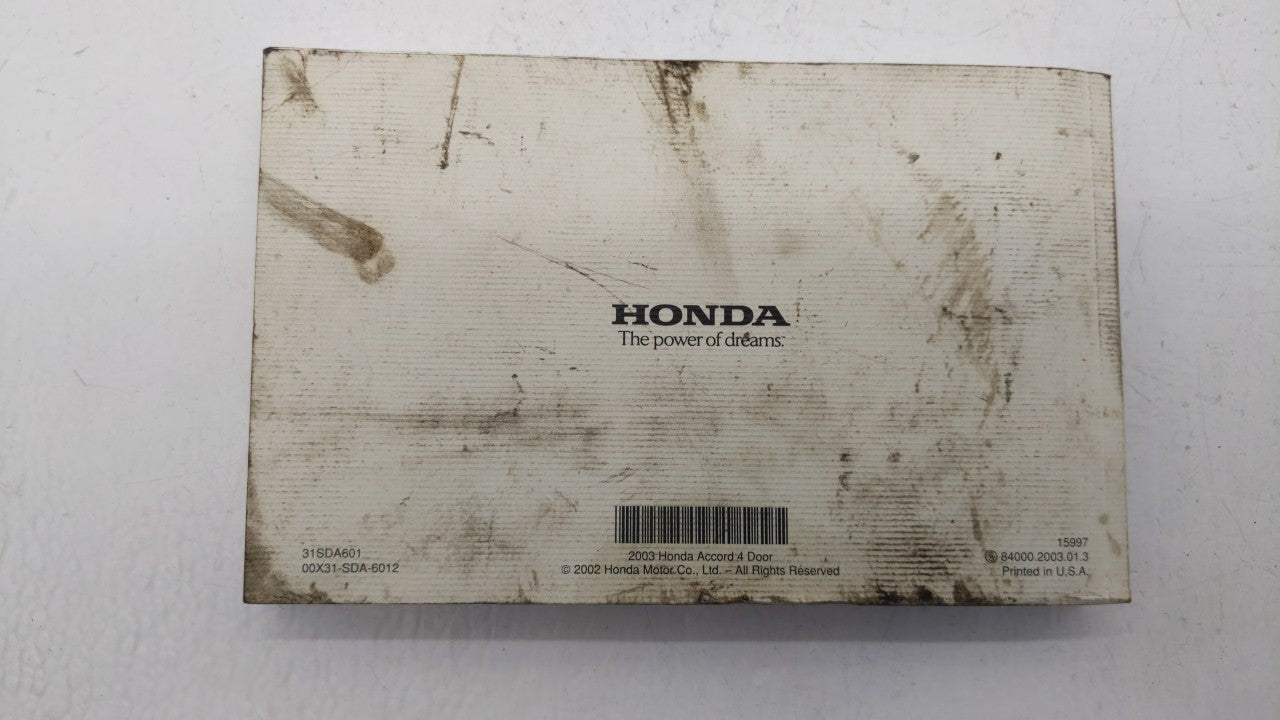 HONDA
The power of dreams.
31SDA601
00X31-SDA-6012
2003 Honda Accord 4 Door
© 2002 Honda Motor Co., Ltd. – All Rights Reserved
15997
Ⓢ 84000.2003.01.3
Printed in U.S.A.